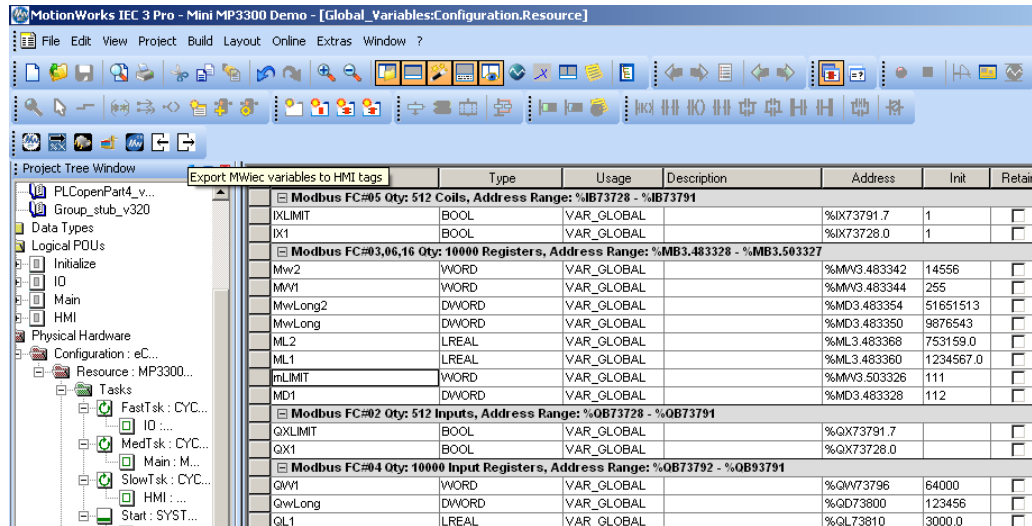 MotionWorks IEC 3 Pro - Mini MP3300 Demo - [Global_Variables:Configuration.Resource]
File Edit View Project Build Layout Online Extras Window ?
Project Tree Window
Export MWiec variables to HMI tags
Type Usage Description Address Init Retain
PLCopenPart4_v...
Group_stub_v320
Data Types
Logical POUs
Initialize
IO
Main
HMI
Physical Hardware
Configuration : eC...
Resource : MP3300...
Tasks
FastTsk : CYC...
IO :...
MedTsk : CYC...
Main : M...
SlowTsk : CYC...
HMI : ...
Start : SYST...
Modbus FC#05 Qty: 512 Coils, Address Range: %IB73728 - %IB73791
IXLIMIT BOOL VAR_GLOBAL %IX73791.7 1
IX1 BOOL VAR_GLOBAL %IX73728.0 1
Modbus FC#03,06,16 Qty: 10000 Registers, Address Range: %MB3.483328 - %MB3.503327
Mw2 WORD VAR_GLOBAL %MW3.483342 14556
MW1 WORD VAR_GLOBAL %MW3.483344 255
MwLong2 DWORD VAR_GLOBAL %MD3.483354 51651513
MwLong DWORD VAR_GLOBAL %MD3.483350 9876543
ML2 LREAL VAR_GLOBAL %ML3.483368 753159.0
ML1 LREAL VAR_GLOBAL %ML3.483360 1234567.0
mLIMIT WORD VAR_GLOBAL %MW3.503326 111
MD1 DWORD VAR_GLOBAL %MD3.483328 112
Modbus FC#02 Qty: 512 Inputs, Address Range: %QB73728 - %QB73791
QXLIMIT BOOL VAR_GLOBAL %QX73791.7
QX1 BOOL VAR_GLOBAL %QX73728.0
Modbus FC#04 Qty: 10000 Input Registers, Address Range: %QB73792 - %QB93791
QW1 WORD VAR_GLOBAL %QW73796 64000
QwLong DWORD VAR_GLOBAL %QD73800 123456
QL1 LREAL VAR_GLOBAL %QL73810 3000.0